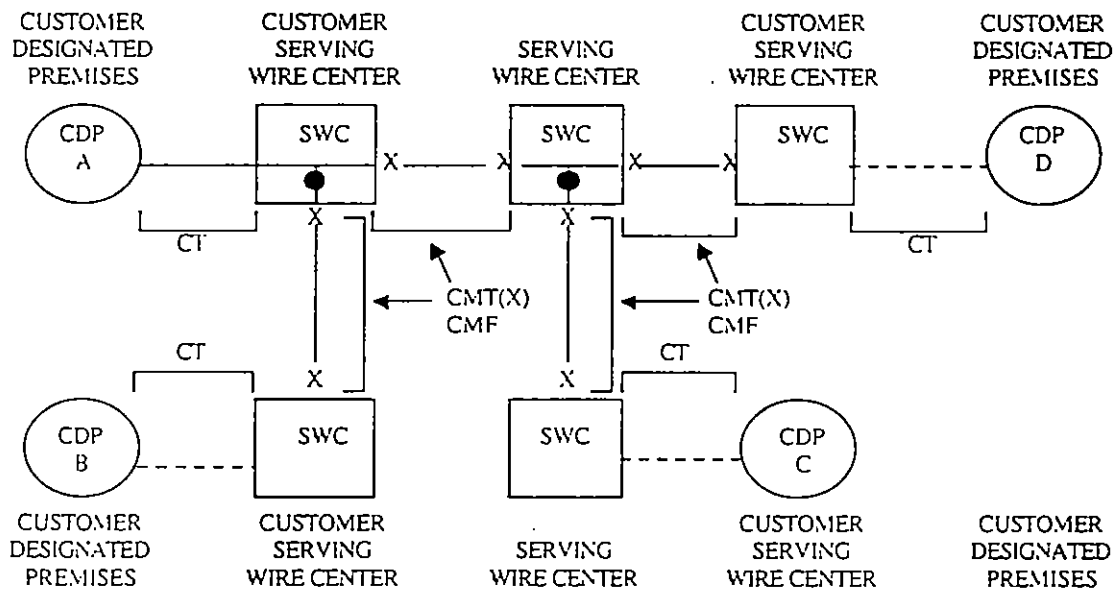 CUSTOMER DESIGNATED PREMISES
CUSTOMER SERVING WIRE CENTER
SERVING WIRE CENTER
CUSTOMER SERVING WIRE CENTER
CUSTOMER DESIGNATED PREMISES
CDP A
SWC
X
X
SWC
X
X
SWC
CDP D
CT
X
X
CT
CMT(X)
CMF
CMT(X)
CMF
CT
X
X
CT
CDP B
SWC
SWC
CDP C
CUSTOMER DESIGNATED PREMISES
CUSTOMER SERVING WIRE CENTER
SERVING WIRE CENTER
CUSTOMER SERVING WIRE CENTER
CUSTOMER DESIGNATED PREMISES